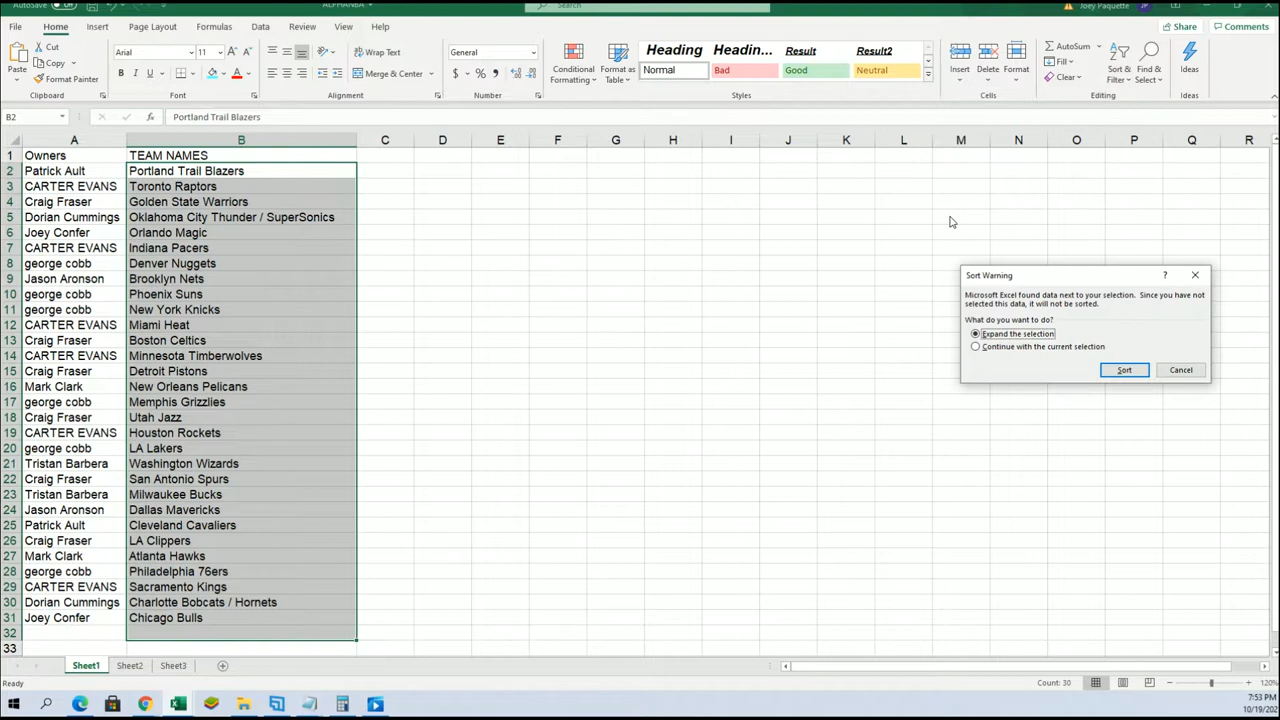 AutoSave Off ALPHANBA Search Joey Paquette JP
File Home Insert Page Layout Formulas Data Review View Help Share Comments
Paste Cut Copy Format Painter Clipboard
Arial 11 B I U Font
Wrap Text Merge & Center Alignment
General $ % 9 Number
Conditional Formatting Format as Table
Heading Headin... Result Result2
Normal Bad Good Neutral
Styles
Insert Delete Format Cells
AutoSum Fill Clear Sort & Filter Find & Select Editing
Ideas Ideas
B2 fx Portland Trail Blazers
A B C D E F G H I J K L M N O P Q R
1 Owners TEAM NAMES
2 Patrick Ault Portland Trail Blazers
3 CARTER EVANS Toronto Raptors
4 Craig Fraser Golden State Warriors
5 Dorian Cummings Oklahoma City Thunder / SuperSonics
6 Joey Confer Orlando Magic
7 CARTER EVANS Indiana Pacers
8 george cobb Denver Nuggets
9 Jason Aronson Brooklyn Nets
10 george cobb Phoenix Suns
11 george cobb New York Knicks
12 CARTER EVANS Miami Heat
13 Craig Fraser Boston Celtics
14 CARTER EVANS Minnesota Timberwolves
15 Craig Fraser Detroit Pistons
16 Mark Clark New Orleans Pelicans
17 george cobb Memphis Grizzlies
18 Craig Fraser Utah Jazz
19 CARTER EVANS Houston Rockets
20 george cobb LA Lakers
21 Tristan Barbera Washington Wizards
22 Craig Fraser San Antonio Spurs
23 Tristan Barbera Milwaukee Bucks
24 Jason Aronson Dallas Mavericks
25 Patrick Ault Cleveland Cavaliers
26 Craig Fraser LA Clippers
27 Mark Clark Atlanta Hawks
28 george cobb Philadelphia 76ers
29 CARTER EVANS Sacramento Kings
30 Dorian Cummings Charlotte Bobcats / Hornets
31 Joey Confer Chicago Bulls
32
33
Sort Warning ?
Microsoft Excel found data next to your selection. Since you have not
selected this data, it will not be sorted.
What do you want to do?
Expand the selection
Continue with the current selection
Sort Cancel
Sheet1 Sheet2 Sheet3
Ready Count: 30 120%
7:53 PM
10/19/202